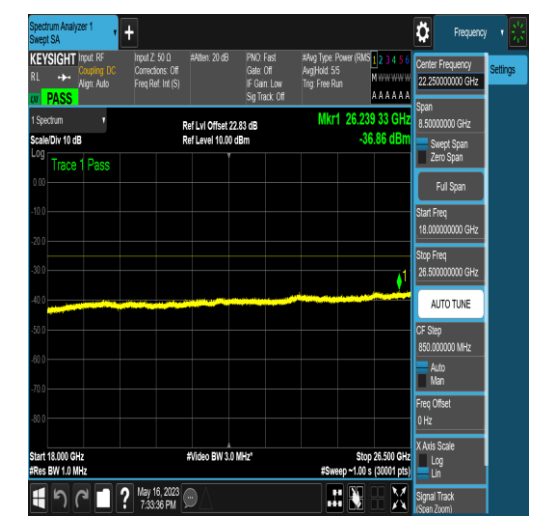 Spectrum Analyzer 1
Swept SA
+
Frequency
KEYSIGHT
RL
PASS
Input: RF
Coupling: DC
Align: Auto
Input Z: 50 Ω
Corrections: Off
Freq Ref: Int (S)
#Atten: 20 dB
PNO: Fast
Gate: Off
IF Gain: Low
Sig Track: Off
#Avg Type: Power (RMS
Avg|Hold: 5/5
Trig: Free Run
1 2 3 4 5 6
M W W W W W
A A A A A A
Center Frequency
22.250000000 GHz
Settings
Span
8.50000000 GHz
Swept Span
Zero Span
Full Span
Start Freq
18.000000000 GHz
Stop Freq
26.500000000 GHz
AUTO TUNE
CF Step
850.000000 MHz
Auto
Man
Freq Offset
0 Hz
X Axis Scale
Log
Lin
Signal Track
(Span Zoom)
1 Spectrum
Scale/Div 10 dB
Ref Lvl Offset 22.83 dB
Ref Level 10.00 dBm
Mkr1 26.239 33 GHz
-36.86 dBm
Log
Trace 1 Pass
0.00
-10.0
-20.0
-30.0
-40.0
-50.0
-60.0
-70.0
-80.0
1
Start 18.000 GHz
#Res BW 1.0 MHz
#Video BW 3.0 MHz*
Stop 26.500 GHz
#Sweep ~1.00 s (30001 pts)
?
May 16, 2023
7:33:36 PM